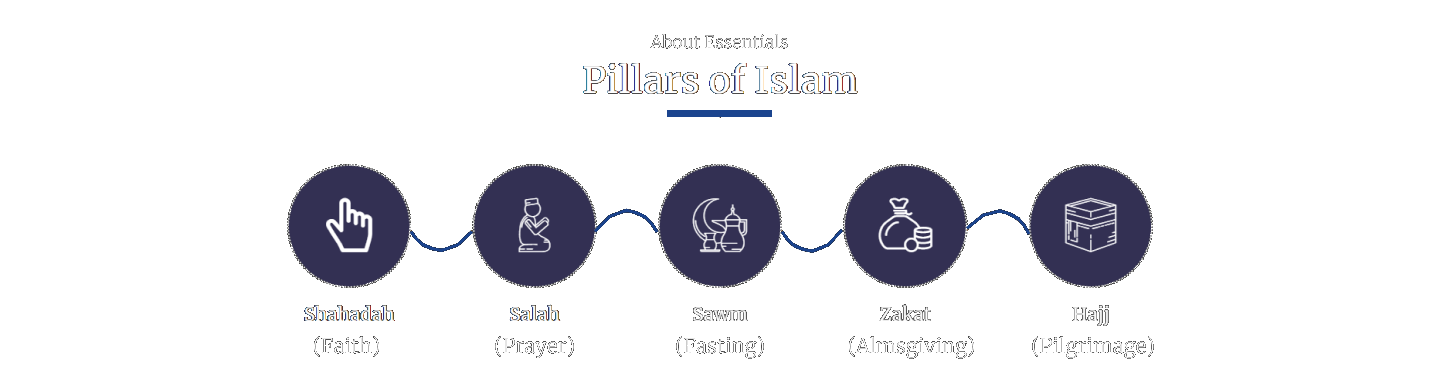 About Essentials
Pillars of Islam
Shahadah
(Faith)
Salah
(Prayer)
Sawm
(Fasting)
Zakat
(Almsgiving)
Hajj
(Pilgrimage)